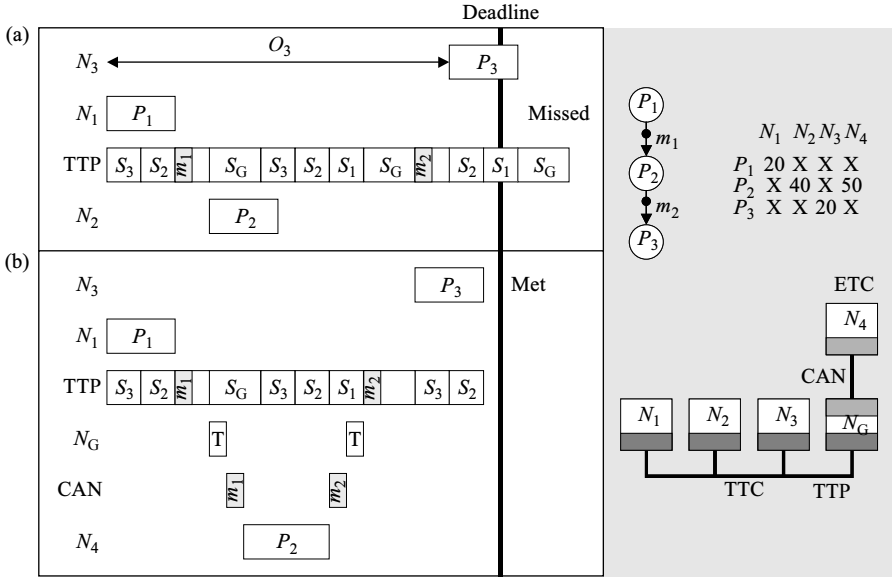 Deadline
(a)
N3 O3 P3
N1 P1 Missed
TTP S3 S2 m1 SG S3 S2 S1 SG m2 S2 S1 SG
N2 P2
(b)
N3 P3 Met
N1 P1
TTP S3 S2 m1 SG S3 S2 S1 m2 S3 S2
NG T T
CAN m1 m2
N4 P2
P1
m1
P2
m2
P3
N1 N2 N3 N4
P1 20 X X X
P2 X 40 X 50
P3 X X 20 X
ETC
N4
CAN
N1 N2 N3 NG
TTC TTP